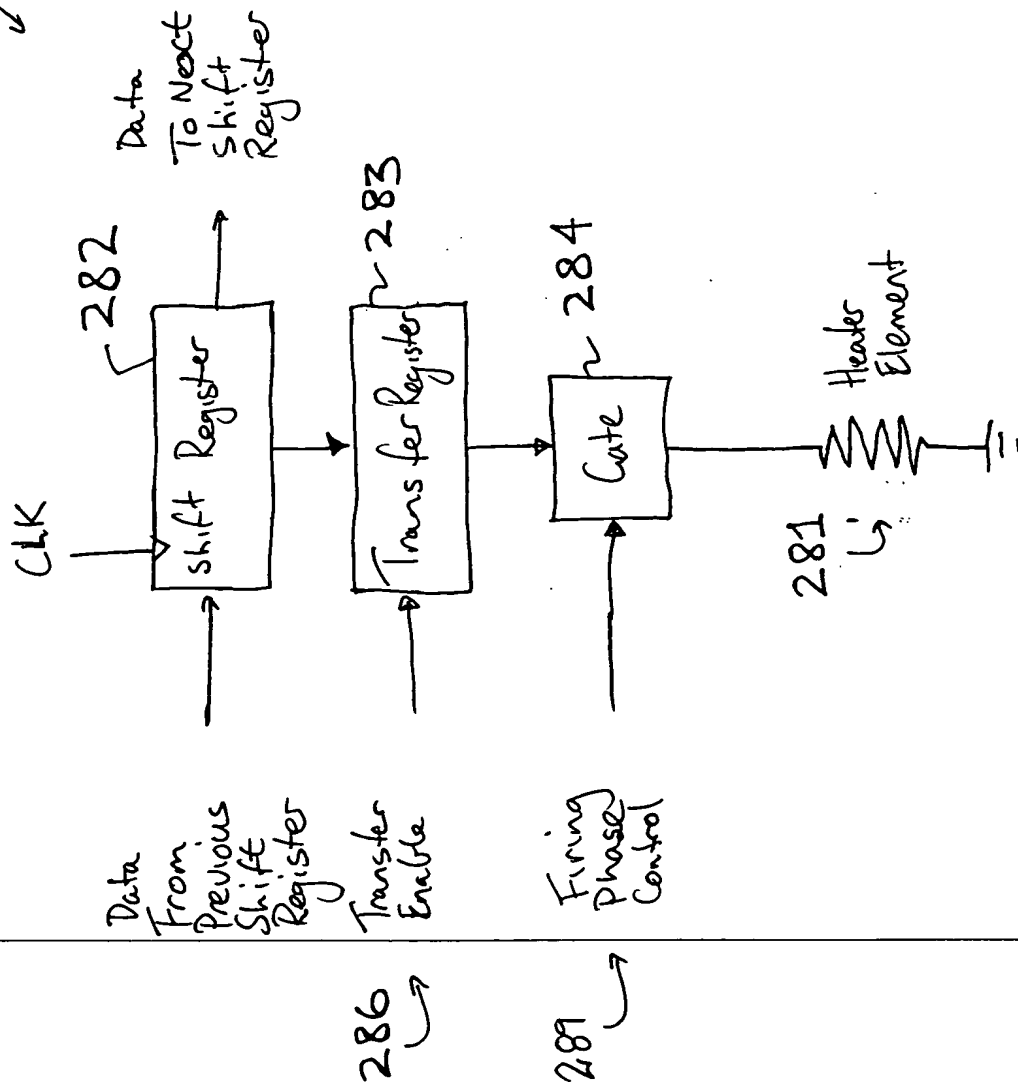 CLK
Data
From
Previous
Shift
Register
Shift Register
282
Data
To Next
Shift
Register
286
Transfer
Enable
Transfer Register
283
289
Firing
Phase
Control
Gate
284
281
Heater
Element